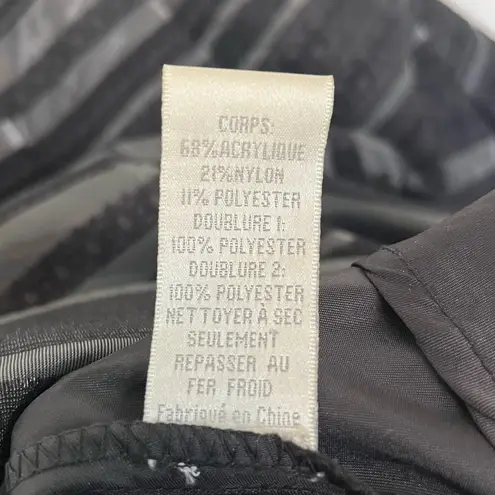 CORPS:
68%ACRYLIQUE
21%NYLON
11% POLYESTER
DOUBLURE 1:
100% POLYESTER
DOUBLURE 2:
100% POLYESTER
NETTOYER À SEC
SEULEMENT
REPASSER AU
FER FROID
Fabriqué en Chine